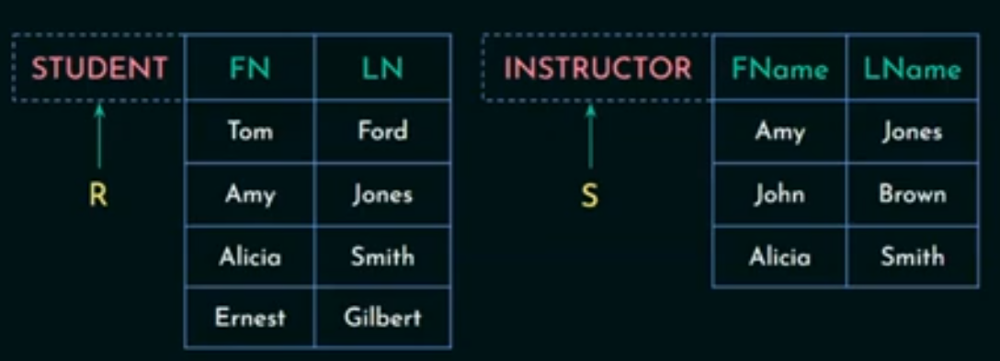 STUDENT FN LN INSTRUCTOR FName LName
Tom Ford Amy Jones
R Amy Jones S John Brown
Alicia Smith Alicia Smith
Ernest Gilbert